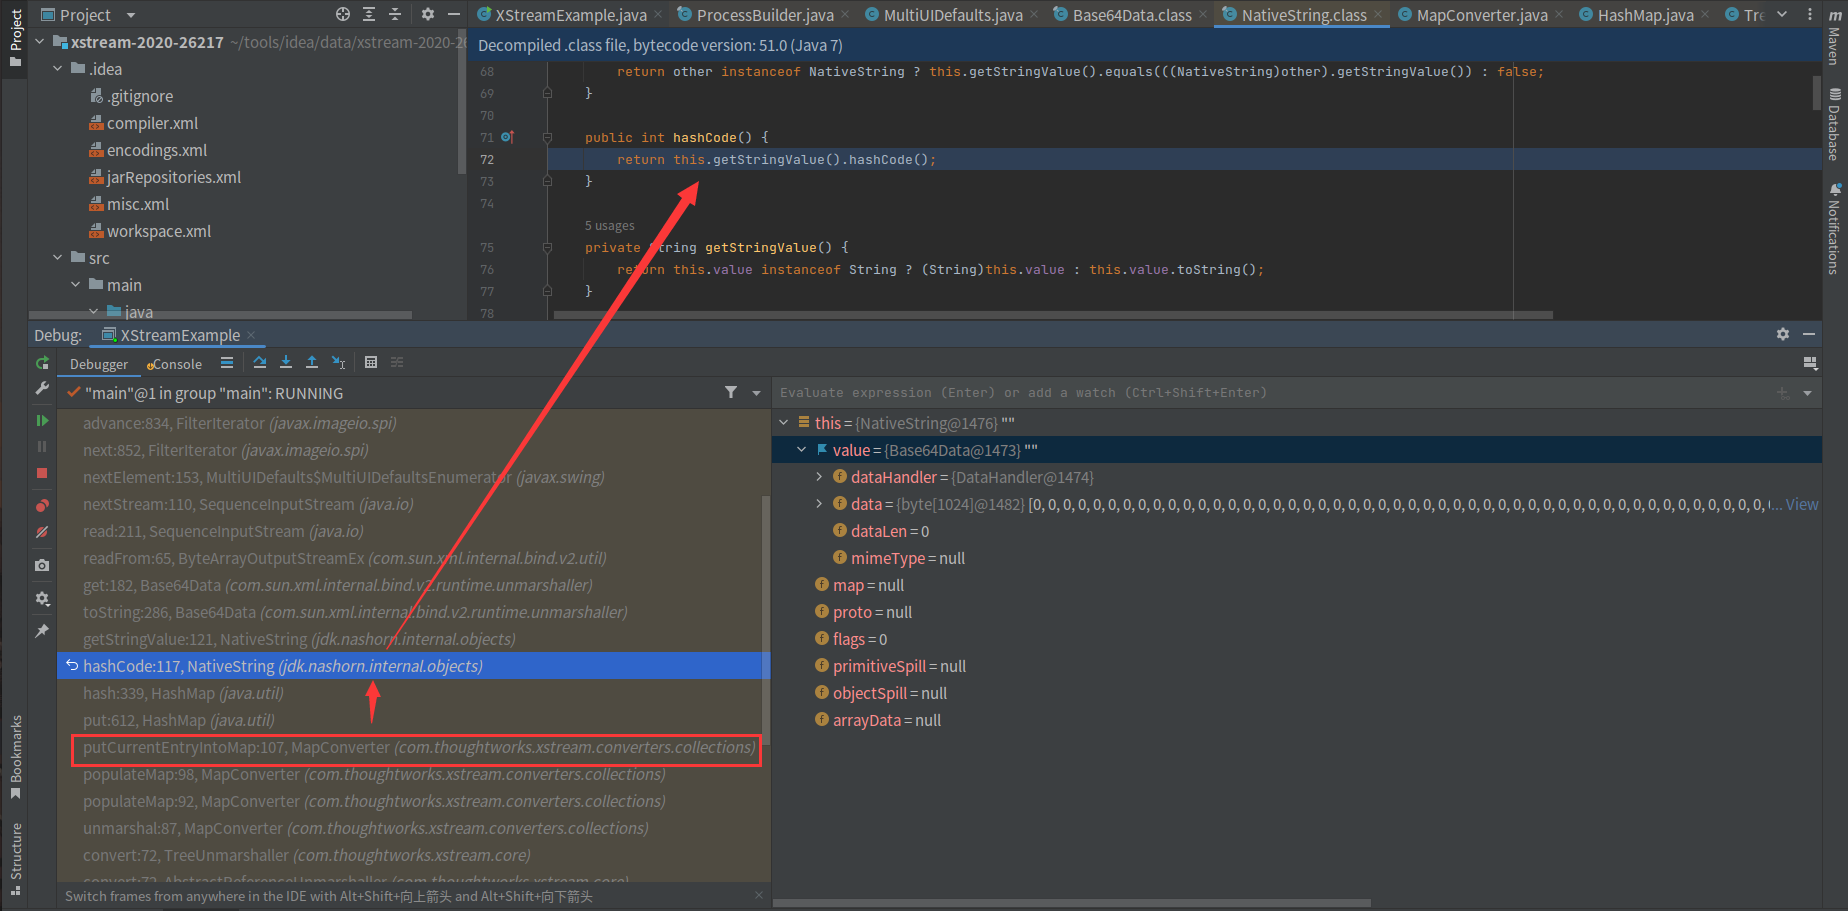 Project
XStreamExample.java
ProcessBuilder.java
MultiUIDefaults.java
Base64Data.class
NativeString.class
MapConverter.java
HashMap.java
Tre
Project
Bookmarks
Structure
xstream-2020-26217 ~/tools/idea/data/xstream-2020-26
.idea
.gitignore
compiler.xml
encodings.xml
jarRepositories.xml
misc.xml
workspace.xml
src
main
java
Decompiled .class file, bytecode version: 51.0 (Java 7)
68 return other instanceof NativeString ? this.getStringValue().equals(((NativeString)other).getStringValue()) : false;
69 }
70
71 public int hashCode() {
72 return this.getStringValue().hashCode();
73 }
74
5 usages
75 private String getStringValue() {
76 return this.value instanceof String ? (String)this.value : this.value.toString();
77 }
78
m
Maven
Database
Notifications
Debug: XStreamExample
Debugger Console
"main"@1 in group "main": RUNNING
advance:834, FilterIterator (javax.imageio.spi)
next:852, FilterIterator (javax.imageio.spi)
nextElement:153, MultiUIDefaults$MultiUIDefaultsEnumerator (javax.swing)
nextStream:110, SequenceInputStream (java.io)
read:211, SequenceInputStream (java.io)
readFrom:65, ByteArrayOutputStreamEx (com.sun.xml.internal.bind.v2.util)
get:182, Base64Data (com.sun.xml.internal.bind.v2.runtime.unmarshaller)
toString:286, Base64Data (com.sun.xml.internal.bind.v2.runtime.unmarshaller)
getStringValue:121, NativeString (jdk.nashorn.internal.objects)
hashCode:117, NativeString (jdk.nashorn.internal.objects)
hash:339, HashMap (java.util)
put:612, HashMap (java.util)
putCurrentEntryIntoMap:107, MapConverter (com.thoughtworks.xstream.converters.collections)
populateMap:98, MapConverter (com.thoughtworks.xstream.converters.collections)
populateMap:92, MapConverter (com.thoughtworks.xstream.converters.collections)
unmarshal:87, MapConverter (com.thoughtworks.xstream.converters.collections)
convert:72, TreeUnmarshaller (com.thoughtworks.xstream.core)
convert:72, AbstractReferenceUnmarshaller (com.thoughtworks.xstream.core)
Switch frames from anywhere in the IDE with Alt+Shift+向上箭头 and Alt+Shift+向下箭头
Evaluate expression (Enter) or add a watch (Ctrl+Shift+Enter)
this = {NativeString@1476} ""
value = {Base64Data@1473} ""
dataHandler = {DataHandler@1474}
data = {byte[1024]@1482} [0, 0, 0, 0, 0, 0, 0, 0, 0, 0, 0, 0, 0, 0, 0, 0, 0, 0, 0, 0, 0, 0, 0, 0, 0, 0, 0, 0, 0, 0, 0, 0, 0, 0, 0, 0, 0, 0, 0, 0, 0, 0, 0, 0, 0, 0, 0, 0, 0, ... View
dataLen = 0
mimeType = null
map = null
proto = null
flags = 0
primitiveSpill = null
objectSpill = null
arrayData = null